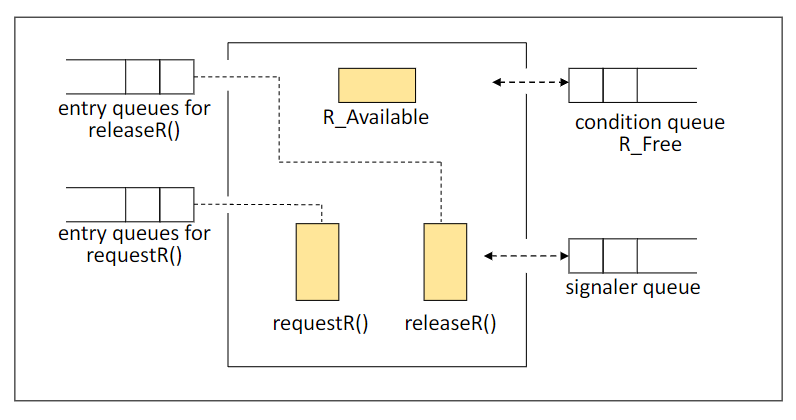 entry queues for
releaseR()
R_Available
condition queue
R_Free
entry queues for
requestR()
signaler queue
requestR()
releaseR()